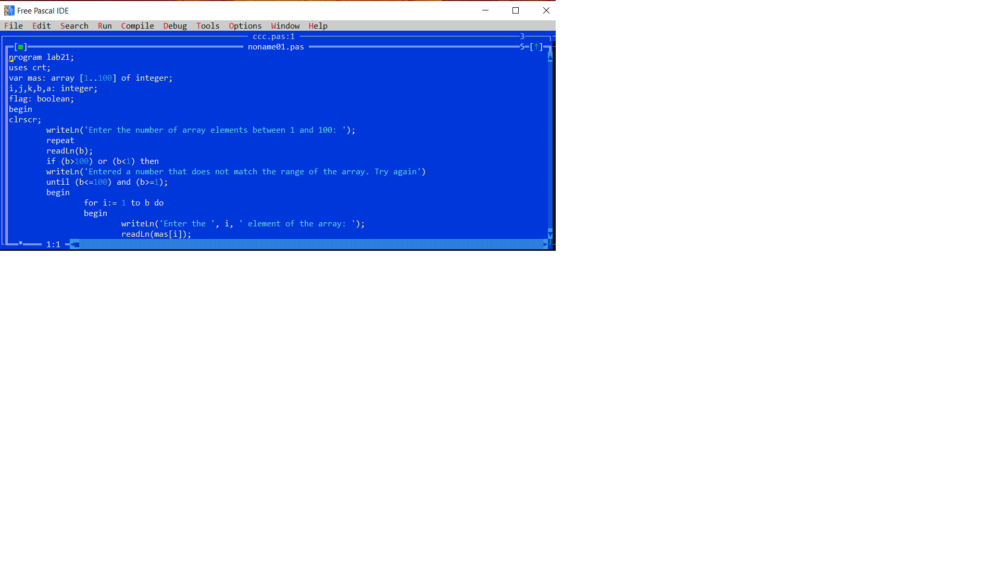 Free Pascal IDE
File Edit Search Run Compile Debug Tools Options Window Help
ccc.pas:1 3
[■] noname01.pas 5=[↑]
program lab21;
uses crt;
var mas: array [1..100] of integer;
i,j,k,b,a: integer;
flag: boolean;
begin
clrscr;
writeLn('Enter the number of array elements between 1 and 100: ');
repeat
readLn(b);
if (b>100) or (b<1) then
writeLn('Entered a number that does not match the range of the array. Try again')
until (b<=100) and (b>=1);
begin
for i:= 1 to b do
begin
writeLn('Enter the ', i, ' element of the array: ');
readLn(mas[i]);
* 1:1